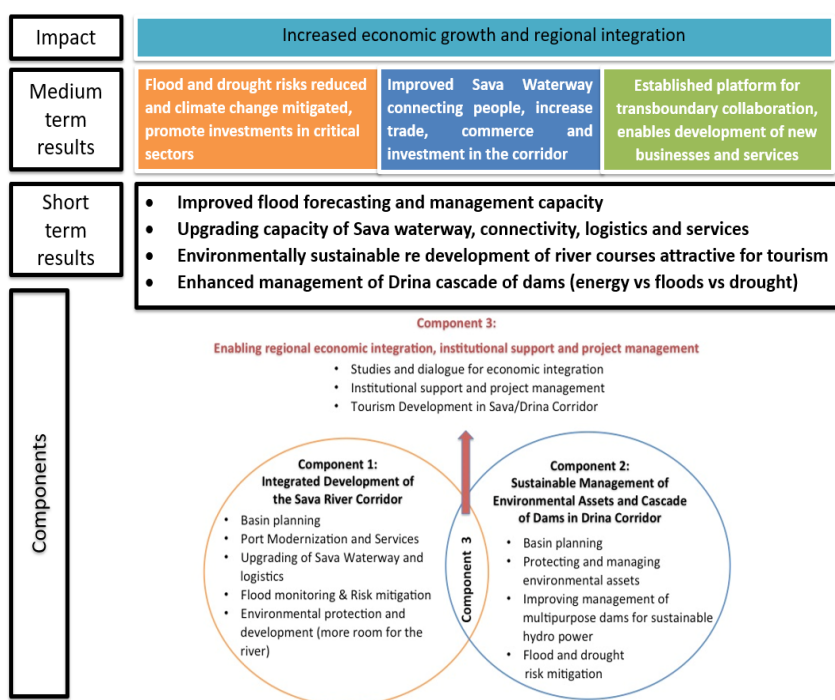 Impact
Increased economic growth and regional integration
Medium
term
results
Flood and drought risks reduced
and climate change mitigated,
promote investments in critical
sectors
Improved Sava Waterway
connecting people, increase
trade, commerce and
investment in the corridor
Established platform for
transboundary collaboration,
enables development of new
businesses and services
Short
term
results
• Improved flood forecasting and management capacity
• Upgrading capacity of Sava waterway, connectivity, logistics and services
• Environmentally sustainable re development of river courses attractive for tourism
• Enhanced management of Drina cascade of dams (energy vs floods vs drought)
Components
Component 3:
Enabling regional economic integration, institutional support and project management
• Studies and dialogue for economic integration
• Institutional support and project management
• Tourism Development in Sava/Drina Corridor
Component 1:
Integrated Development of
the Sava River Corridor
• Basin planning
• Port Modernization and Services
• Upgrading of Sava Waterway and
logistics
• Flood monitoring & Risk mitigation
• Environmental protection and
development (more room for the
river)
Component 3
Component 2:
Sustainable Management of
Environmental Assets and Cascade
of Dams in Drina Corridor
• Basin planning
• Protecting and managing
environmental assets
• Improving management of
multipurpose dams for sustainable
hydro power
• Flood and drought
risk mitigation